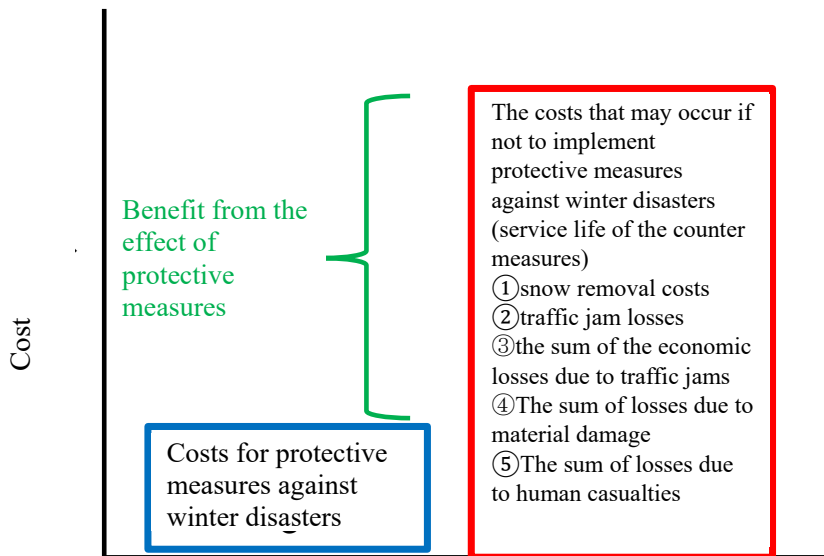 Cost
Benefit from the
effect of
protective
measures
Costs for protective
measures against
winter disasters
The costs that may occur if
not to implement
protective measures
against winter disasters
(service life of the counter
measures)
①snow removal costs
②traffic jam losses
③the sum of the economic
losses due to traffic jams
④The sum of losses due to
material damage
⑤The sum of losses due
to human casualties